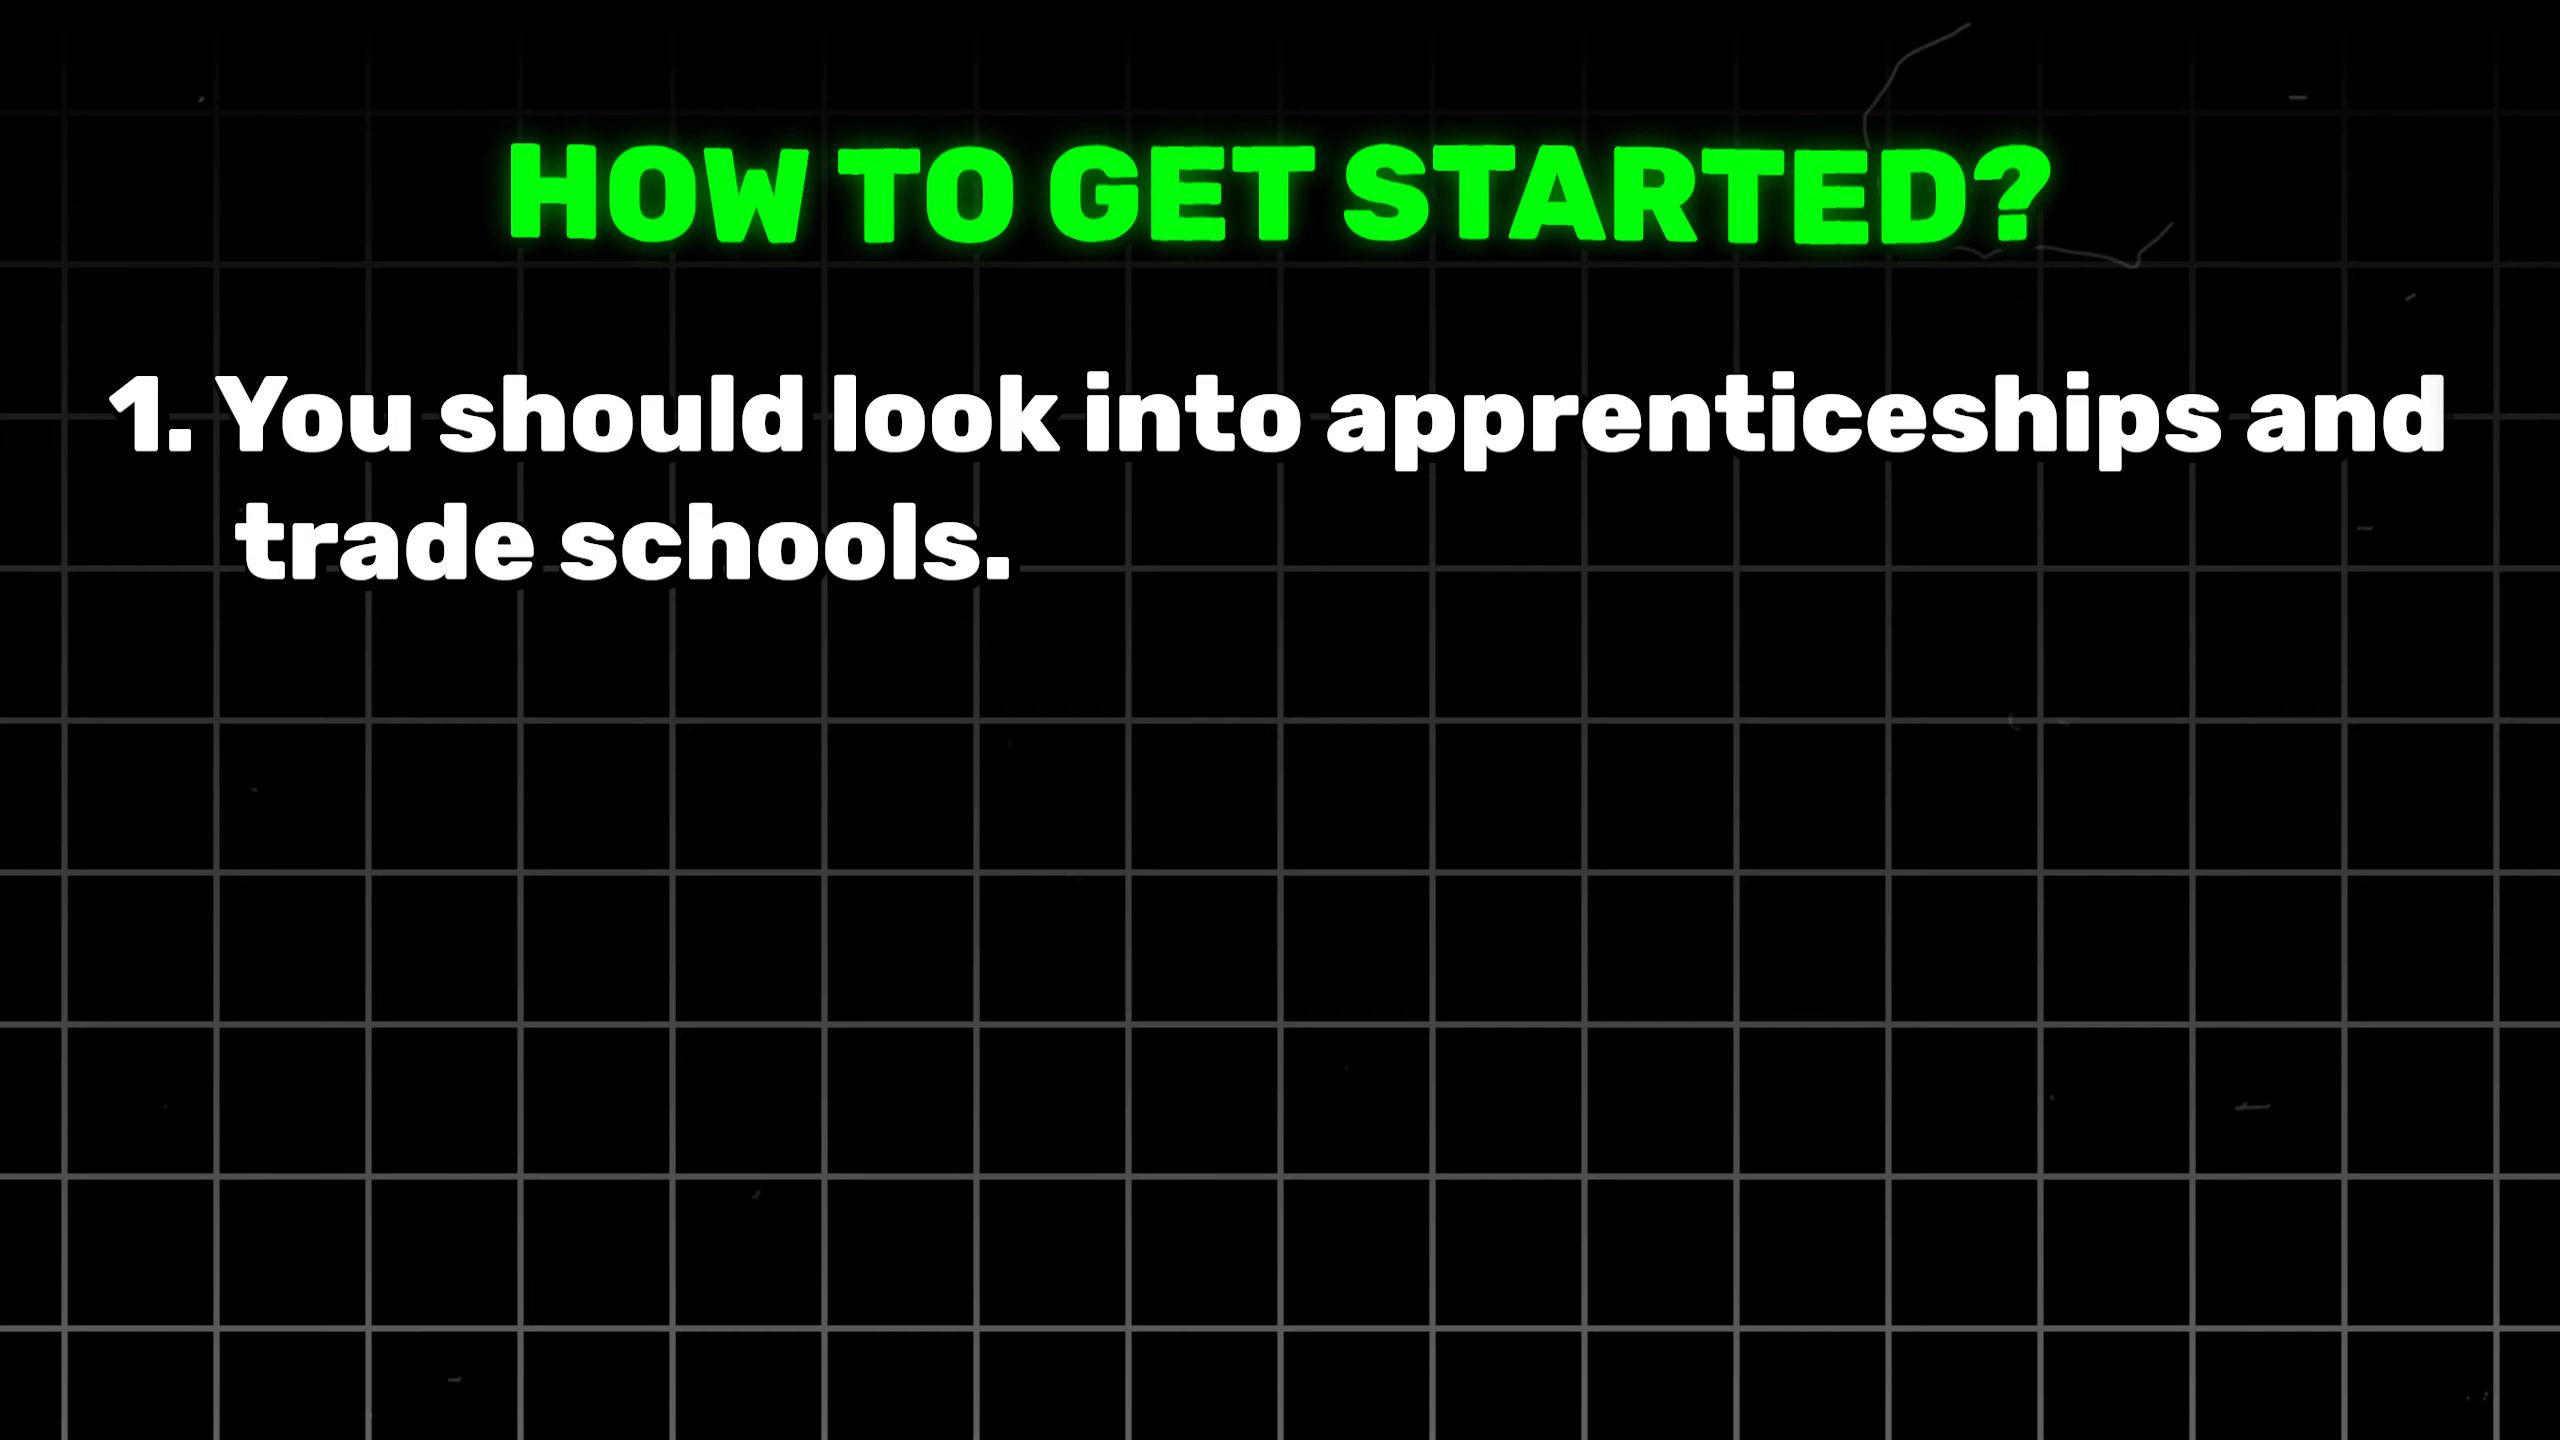 HOW TO GET STARTED?
1. You should look into apprenticeships and
trade schools.